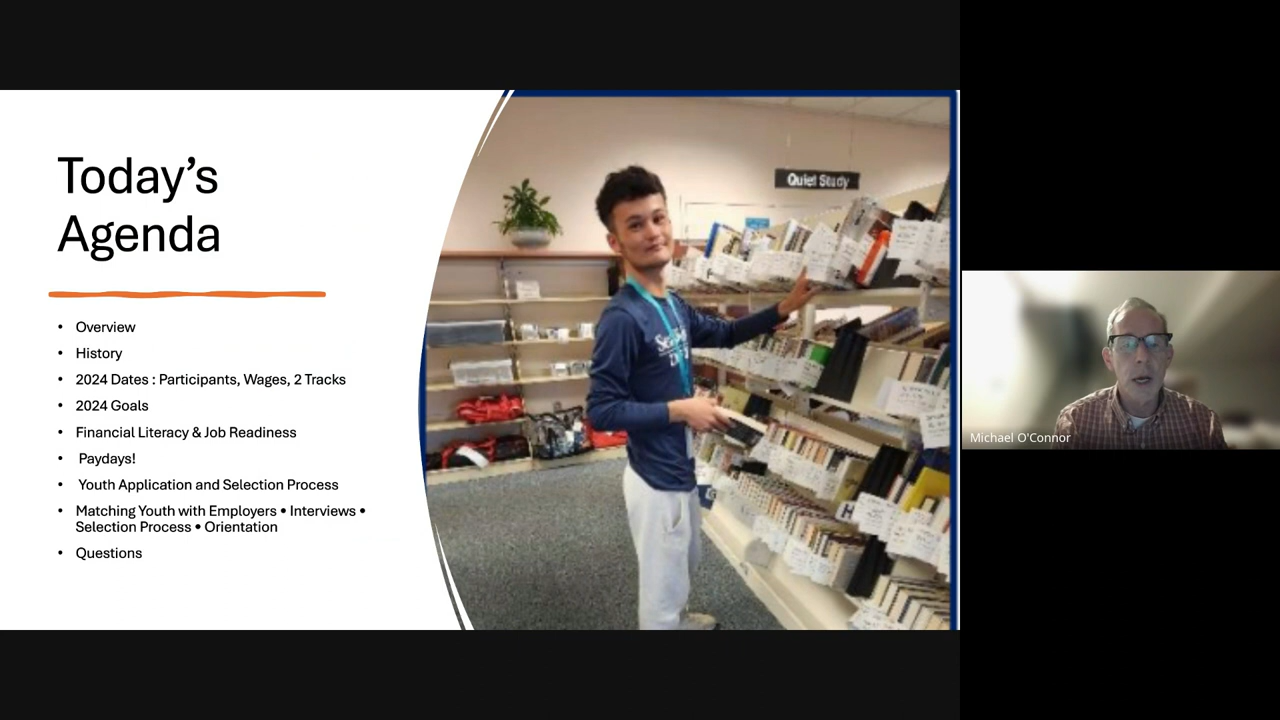 Today's
Agenda
• Overview
• History
• 2024 Dates : Participants, Wages, 2 Tracks
• 2024 Goals
• Financial Literacy & Job Readiness
• Paydays!
• Youth Application and Selection Process
• Matching Youth with Employers • Interviews •
Selection Process • Orientation
• Questions
Quiet Study
Michael O'Connor